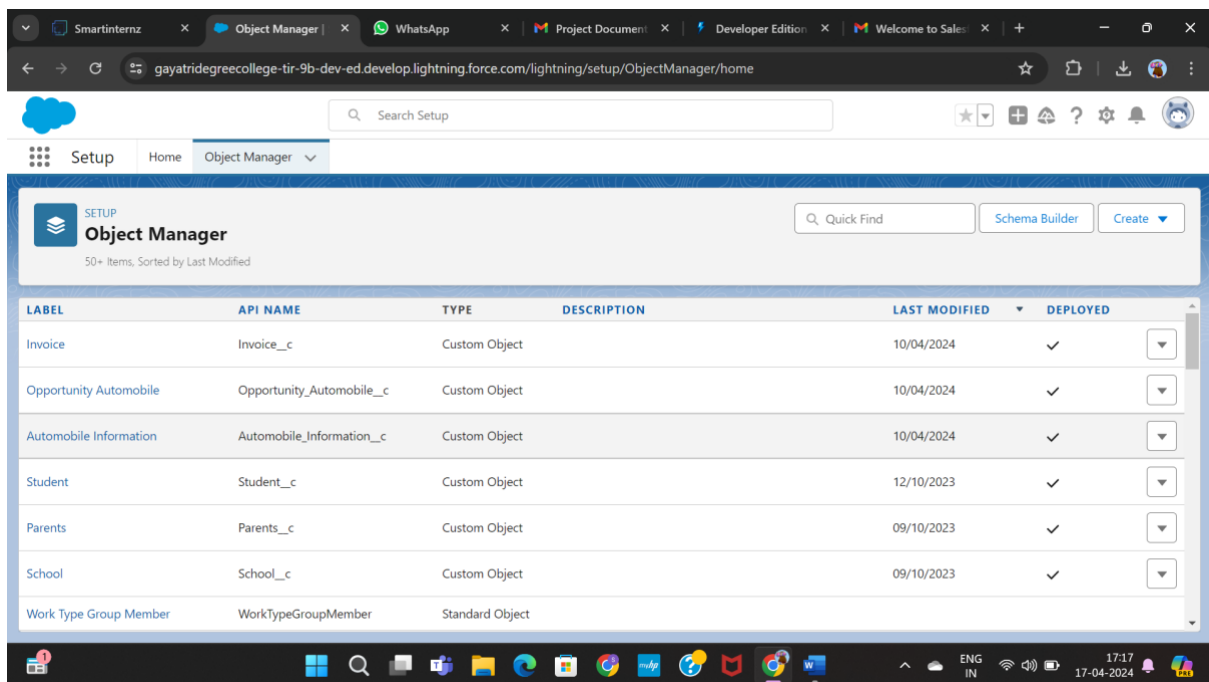 Smartinternz
Object Manager |
WhatsApp
Project Document
Developer Edition
Welcome to Sales
gayatridegreecollege-tir-9b-dev-ed.develop.lightning.force.com/lightning/setup/ObjectManager/home
Search Setup
Setup Home Object Manager
SETUP
Object Manager
50+ Items, Sorted by Last Modified
Quick Find Schema Builder Create
LABEL API NAME TYPE DESCRIPTION LAST MODIFIED DEPLOYED
Invoice Invoice__c Custom Object 10/04/2024
Opportunity Automobile Opportunity_Automobile__c Custom Object 10/04/2024
Automobile Information Automobile_Information__c Custom Object 10/04/2024
Student Student__c Custom Object 12/10/2023
Parents Parents__c Custom Object 09/10/2023
School School__c Custom Object 09/10/2023
Work Type Group Member WorkTypeGroupMember Standard Object
1
mdhp
W
ENG
IN
17:17
17-04-2024
PRE